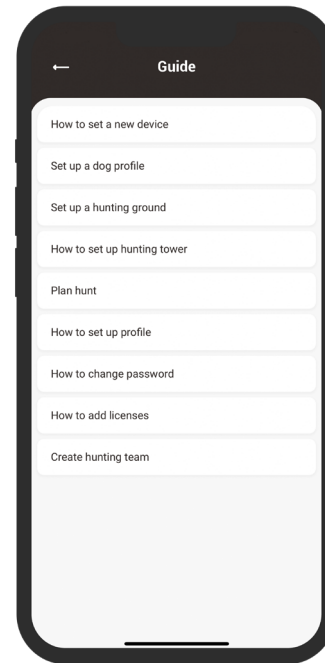 Guide
How to set a new device
Set up a dog profile
Set up a hunting ground
How to set up hunting tower
Plan hunt
How to set up profile
How to change password
How to add licenses
Create hunting team